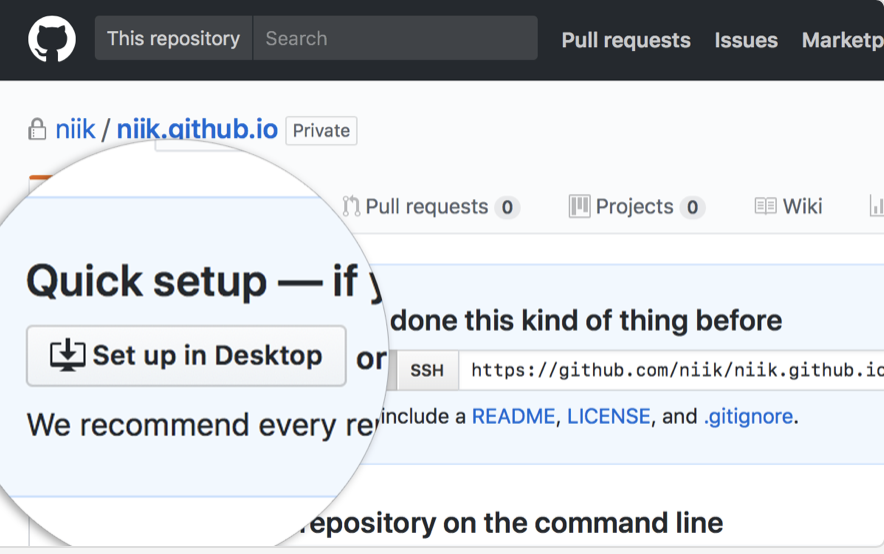 This repository Search Pull requests Issues Marketp
niik / niik.github.io Private
Pull requests 0 Projects 0 Wiki
Quick setup — if y
done this kind of thing before
Set up in Desktop or SSH https://github.com/niik/niik.github.io
We recommend every re include a README, LICENSE, and .gitignore.
repository on the command line